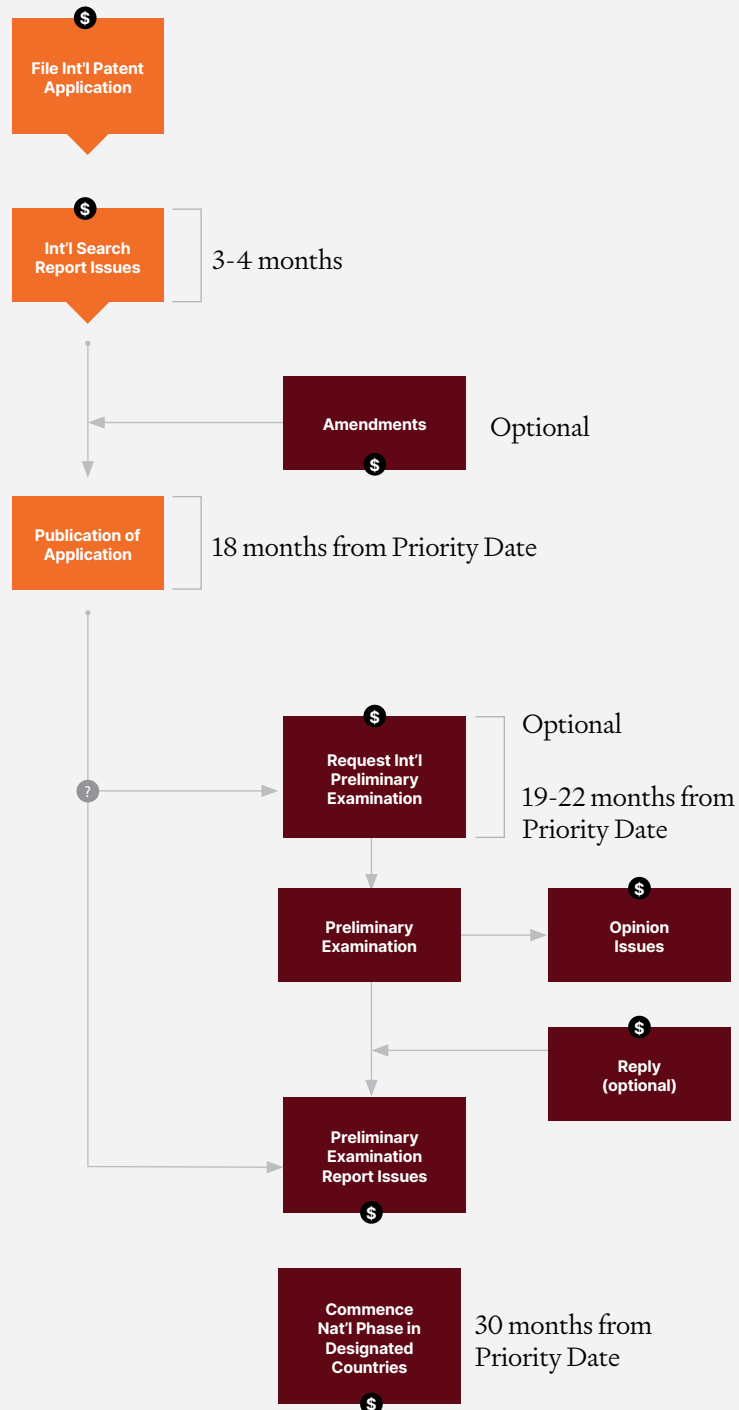 $
File Int'l Patent
Application
$
Int'l Search
Report Issues
3-4 months
Amendments
$
Optional
Publication of
Application
18 months from Priority Date
$
Request Int'l
Preliminary
Examination
Optional
19-22 months from
Priority Date
?
Preliminary
Examination
$
Opinion
Issues
$
Reply
(optional)
Preliminary
Examination
Report Issues
$
Commence
Nat'l Phase in
Designated
Countries
$
30 months from
Priority Date